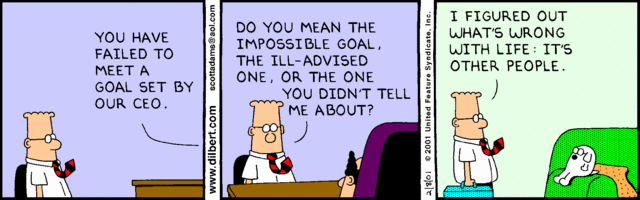 YOU HAVE
FAILED TO
MEET A
GOAL SET BY
OUR CEO.
www.dilbert.com
scottadams@aol.com
DO YOU MEAN THE
IMPOSSIBLE GOAL,
THE ILL-ADVISED
ONE, OR THE ONE
YOU DIDN'T TELL
ME ABOUT?
2/8/01 © 2001 United Feature Syndicate, Inc.
I FIGURED OUT
WHAT'S WRONG
WITH LIFE: IT'S
OTHER PEOPLE.